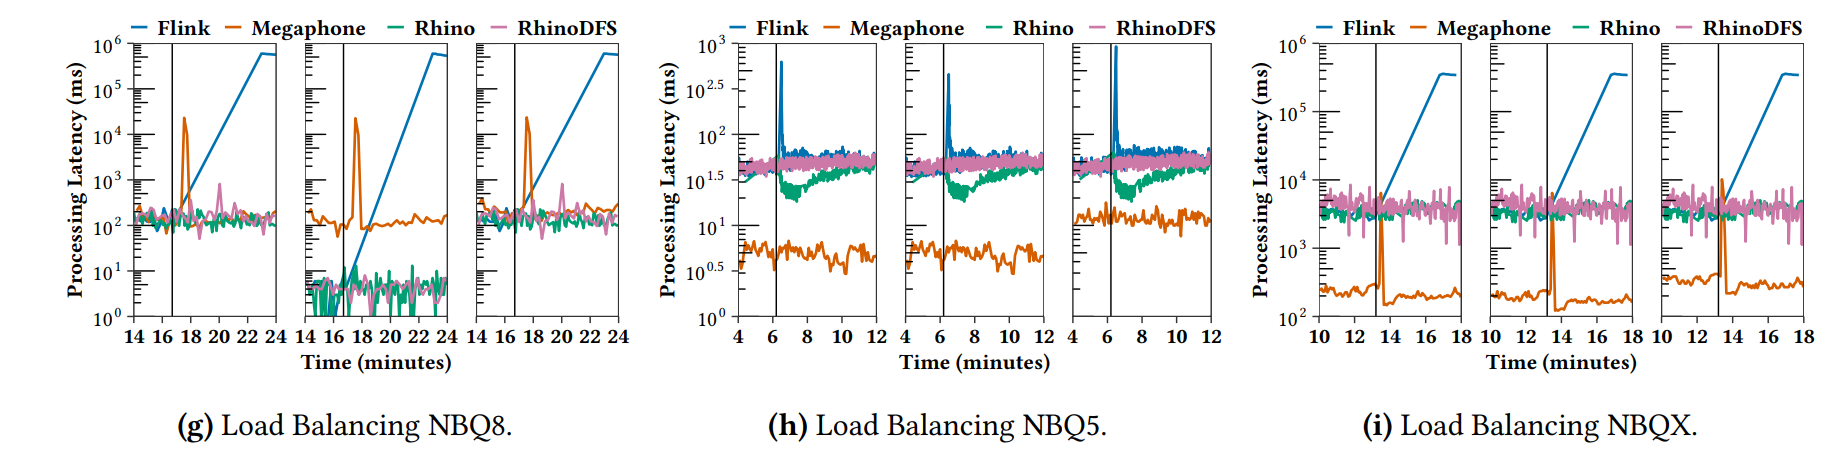 Flink Megaphone Rhino RhinoDFS
Processing Latency (ms)
10^6
10^5
10^4
10^3
10^2
10^1
10^0
14 16 18 20 22 24 14 16 18 20 22 24 14 16 18 20 22 24
Time (minutes)
(g) Load Balancing NBQ8.
Flink Megaphone Rhino RhinoDFS
Processing Latency (ms)
10^3
10^2.5
10^2
10^1.5
10^1
10^0.5
10^0
4 6 8 10 12 4 6 8 10 12 4 6 8 10 12
Time (minutes)
(h) Load Balancing NBQ5.
Flink Megaphone Rhino RhinoDFS
Processing Latency (ms)
10^6
10^5
10^4
10^3
10^2
10 12 14 16 18 10 12 14 16 18 10 12 14 16 18
Time (minutes)
(i) Load Balancing NBQX.